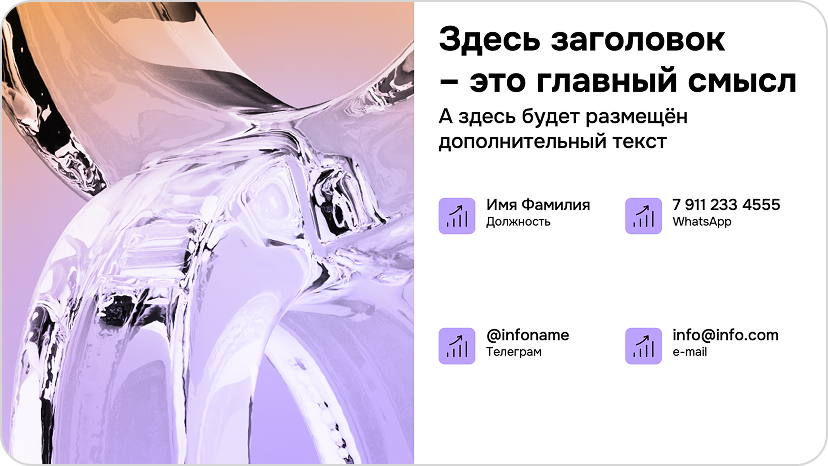 Здесь заголовок
– это главный смысл
А здесь будет размещён
дополнительный текст
Имя Фамилия
Должность
7 911 233 4555
WhatsApp
@infoname
Телеграм
info@info.com
e-mail